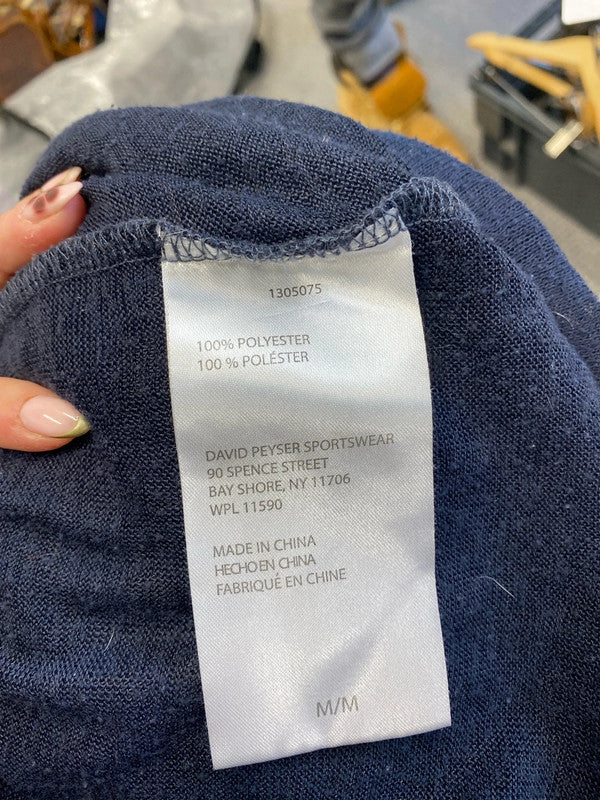 1305075
100% POLYESTER
100 % POLÉSTER
DAVID PEYSER SPORTSWEAR
90 SPENCE STREET
BAY SHORE, NY 11706
WPL 11590
MADE IN CHINA
HECHO EN CHINA
FABRIQUÉ EN CHINE
M/M